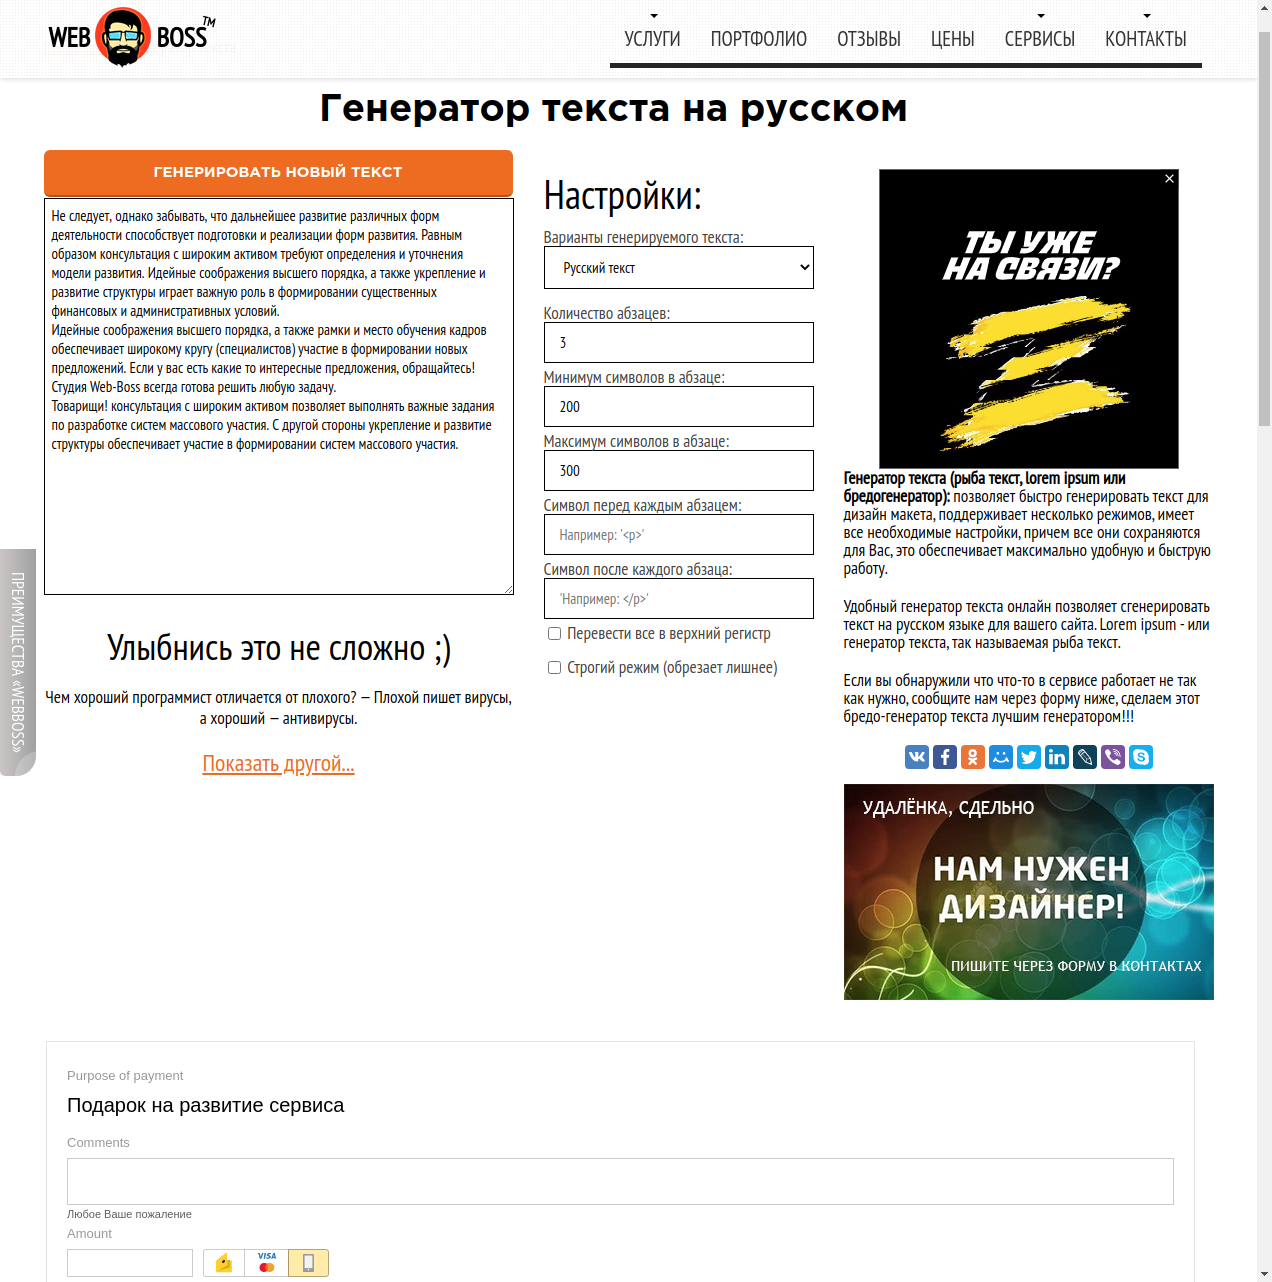 WEB BOSS TM
УСЛУГИ ПОРТФОЛИО ОТЗЫВЫ ЦЕНЫ СЕРВИСЫ КОНТАКТЫ
Генератор текста на русском
ГЕНЕРИРОВАТЬ НОВЫЙ ТЕКСТ
Не следует, однако забывать, что дальнейшее развитие различных форм
деятельности способствует подготовки и реализации форм развития. Равным
образом консультация с широким активом требуют определения и уточнения
модели развития. Идейные соображения высшего порядка, а также укрепление и
развитие структуры играет важную роль в формировании существенных
финансовых и административных условий.
Идейные соображения высшего порядка, а также рамки и место обучения кадров
обеспечивает широкому кругу (специалистов) участие в формировании новых
предложений. Если у вас есть какие то интересные предложения, обращайтесь!
Студия Web-Boss всегда готова решить любую задачу.
Товарищи! консультация с широким активом позволяет выполнять важные задания
по разработке систем массового участия. С другой стороны укрепление и развитие
структуры обеспечивает участие в формировании систем массового участия.
Улыбнись это не сложно ;)
Чем хороший программист отличается от плохого? — Плохой пишет вирусы,
а хороший — антивирусы.
Показать другой...
ПРЕИМУЩЕСТВА «WEBBOSS»
Настройки:
Варианты генерируемого текста:
Русский текст
Количество абзацев:
3
Минимум символов в абзаце:
200
Максимум символов в абзаце:
300
Символ перед каждым абзацем:
Например: '<p>'
Символ после каждого абзаца:
'Например: </p>'
Перевести все в верхний регистр
Строгий режим (обрезает лишнее)
ТЫ УЖЕ
НА СВЯЗИ?
Генератор текста (рыба текст, lorem ipsum или
бредогенератор): позволяет быстро генерировать текст для
дизайн макета, поддерживает несколько режимов, имеет
все необходимые настройки, причем все они сохраняются
для Вас, это обеспечивает максимально удобную и быструю
работу.
Удобный генератор текста онлайн позволяет сгенерировать
текст на русском языке для вашего сайта. Lorem ipsum - или
генератор текста, так называемая рыба текст.
Если вы обнаружили что что-то в сервисе работает не так
как нужно, сообщите нам через форму ниже, сделаем этот
бредо-генератор текста лучшим генератором!!!
УДАЛЁНКА, СДЕЛЬНО
НАМ НУЖЕН
ДИЗАЙНЕР!
ПИШИТЕ ЧЕРЕЗ ФОРМУ В КОНТАКТАХ
Purpose of payment
Подарок на развитие сервиса
Comments
Любое Ваше пожаление
Amount
VISA